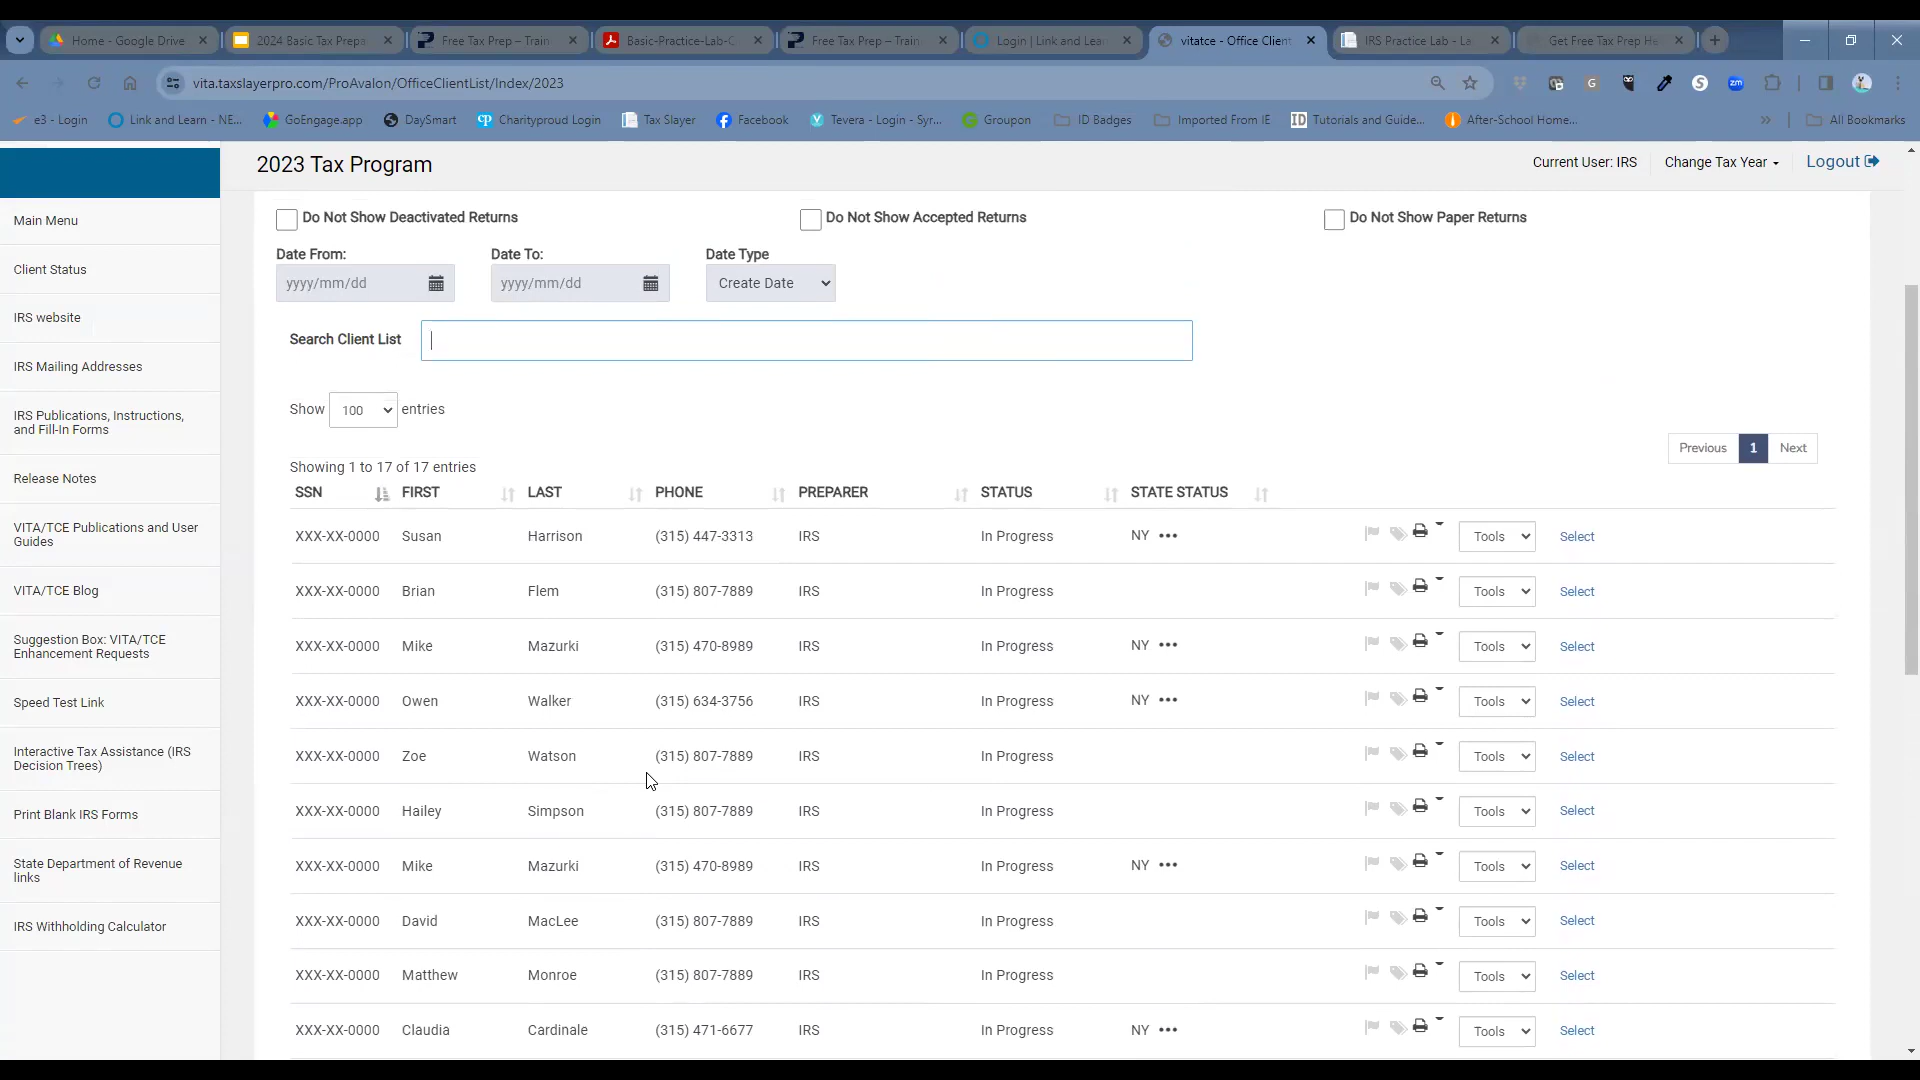 Home - Google Drive
2024 Basic Tax Prepa
Free Tax Prep – Train
Basic-Practice-Lab-C
Free Tax Prep – Train
Login | Link and Lea
vitatce - Office Client
IRS Practice Lab - La
Get Free Tax Prep He
vita.taxslayerpro.com/ProAvalon/OfficeClientList/Index/2023
e3 - Login
Link and Learn - NE...
GoEngage.app
DaySmart
Charityproud Login
Tax Slayer
Facebook
Tevera - Login - Syr...
Groupon
ID Badges
Imported From IE
Tutorials and Guide...
After-School Home...
All Bookmarks
2023 Tax Program
Current User: IRS
Change Tax Year
Logout
Main Menu
Client Status
IRS website
IRS Mailing Addresses
IRS Publications, Instructions,
and Fill-In Forms
Release Notes
VITA/TCE Publications and User
Guides
VITA/TCE Blog
Suggestion Box: VITA/TCE
Enhancement Requests
Speed Test Link
Interactive Tax Assistance (IRS
Decision Trees)
Print Blank IRS Forms
State Department of Revenue
links
IRS Withholding Calculator
Do Not Show Deactivated Returns
Do Not Show Accepted Returns
Do Not Show Paper Returns
Date From:
Date To:
Date Type
yyyy/mm/dd
yyyy/mm/dd
Create Date
Search Client List
Show 100 entries
Previous 1 Next
Showing 1 to 17 of 17 entries
SSN FIRST LAST PHONE PREPARER STATUS STATE STATUS
XXX-XX-0000 Susan Harrison (315) 447-3313 IRS In Progress NY ••• Tools Select
XXX-XX-0000 Brian Flem (315) 807-7889 IRS In Progress Tools Select
XXX-XX-0000 Mike Mazurki (315) 470-8989 IRS In Progress NY ••• Tools Select
XXX-XX-0000 Owen Walker (315) 634-3756 IRS In Progress NY ••• Tools Select
XXX-XX-0000 Zoe Watson (315) 807-7889 IRS In Progress Tools Select
XXX-XX-0000 Hailey Simpson (315) 807-7889 IRS In Progress Tools Select
XXX-XX-0000 Mike Mazurki (315) 470-8989 IRS In Progress NY ••• Tools Select
XXX-XX-0000 David MacLee (315) 807-7889 IRS In Progress Tools Select
XXX-XX-0000 Matthew Monroe (315) 807-7889 IRS In Progress Tools Select
XXX-XX-0000 Claudia Cardinale (315) 471-6677 IRS In Progress NY ••• Tools Select